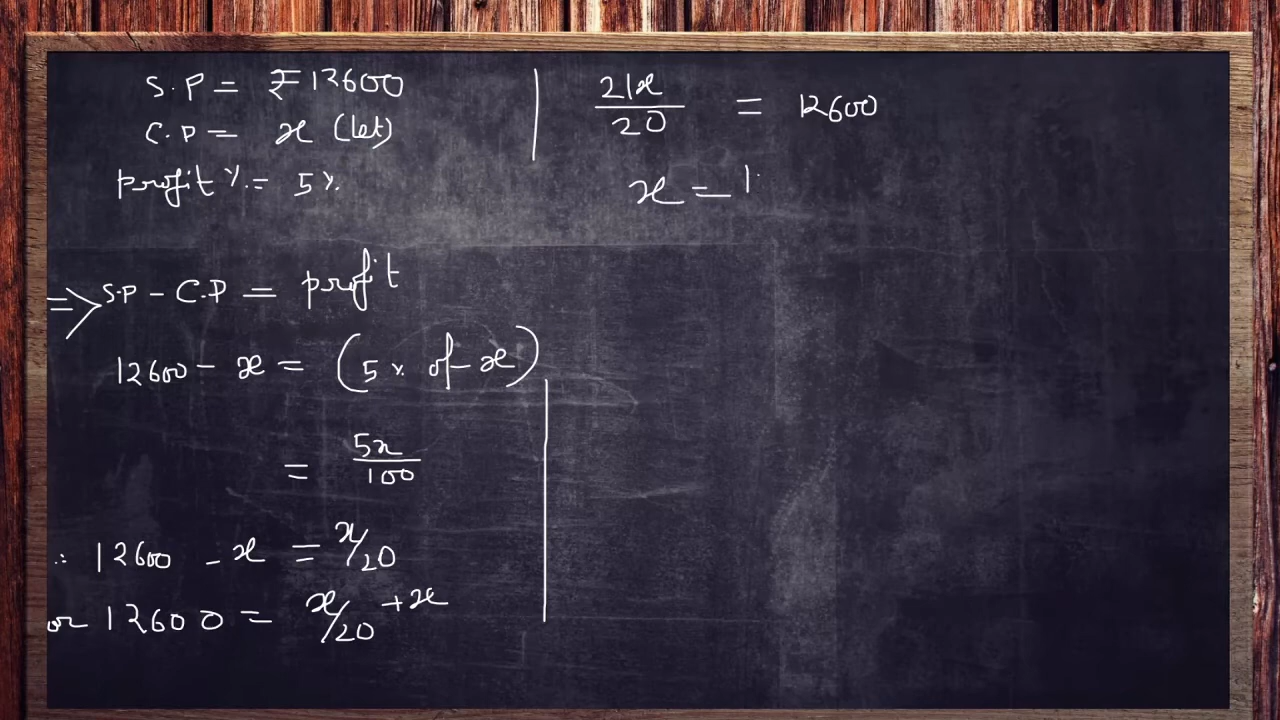 S.P = ₹12600
C.P = x (let)
profit %. = 5%.
=> S.P - C.P = profit
12600 - x = (5% of x)
= 5x/100
∴ 12600 - x = x/20
or 12600 = x/20 + x
21x/20 = 12600
x = 1